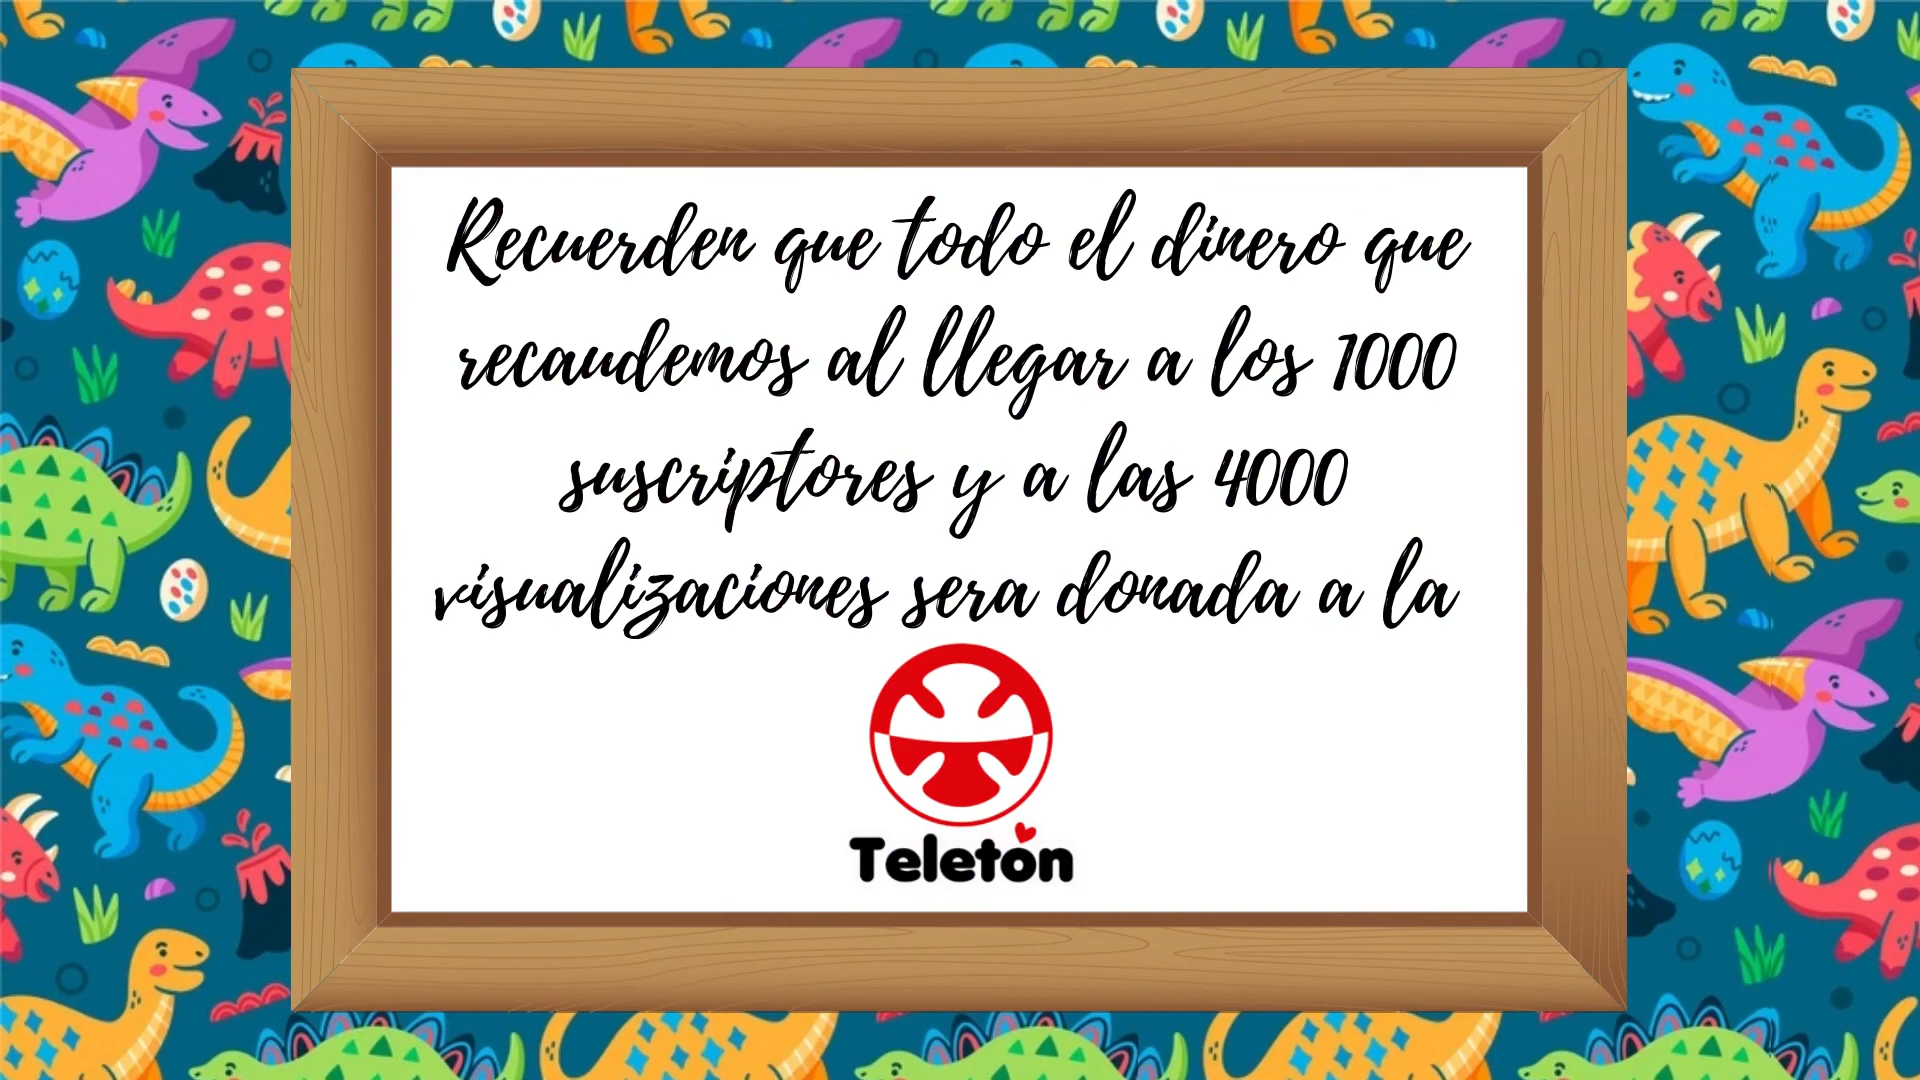 Recuerden que todo el dinero que
recaudemos al llegar a los 1000
suscriptores y a las 4000
visualizaciones sera donada a la
Teletón